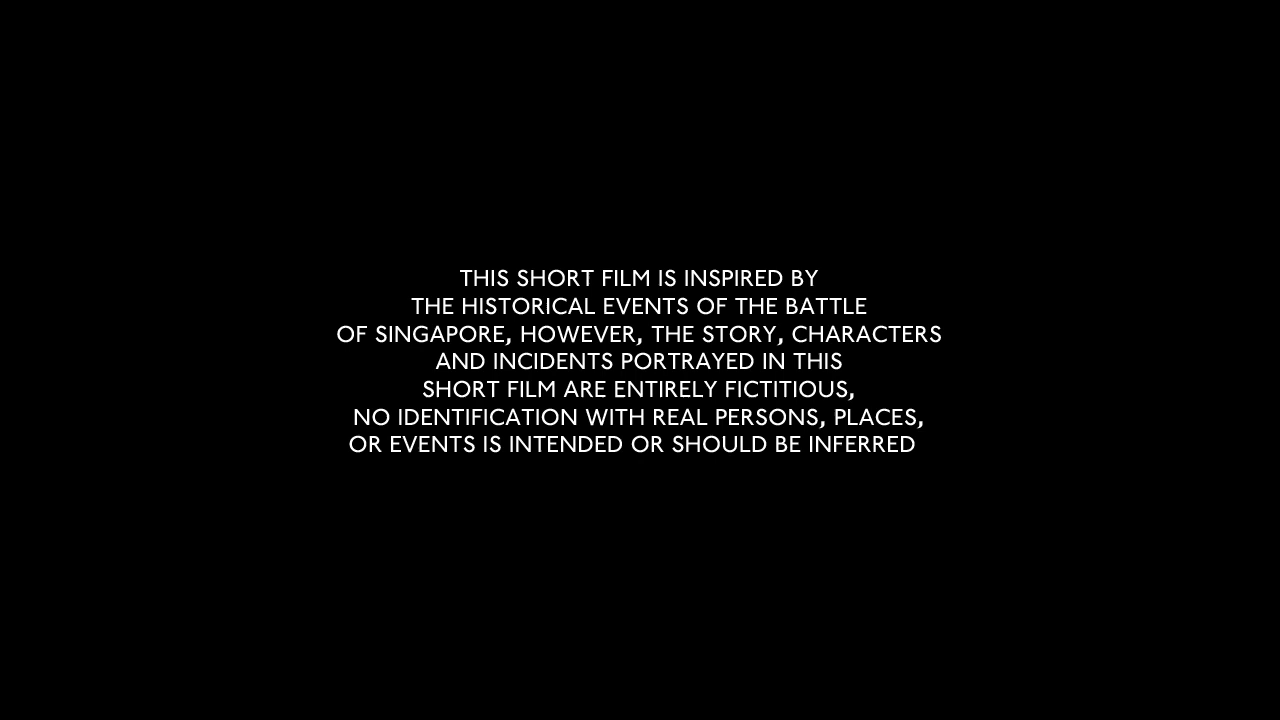 THIS SHORT FILM IS INSPIRED BY
THE HISTORICAL EVENTS OF THE BATTLE
OF SINGAPORE, HOWEVER, THE STORY, CHARACTERS
AND INCIDENTS PORTRAYED IN THIS
SHORT FILM ARE ENTIRELY FICTITIOUS,
NO IDENTIFICATION WITH REAL PERSONS, PLACES,
OR EVENTS IS INTENDED OR SHOULD BE INFERRED